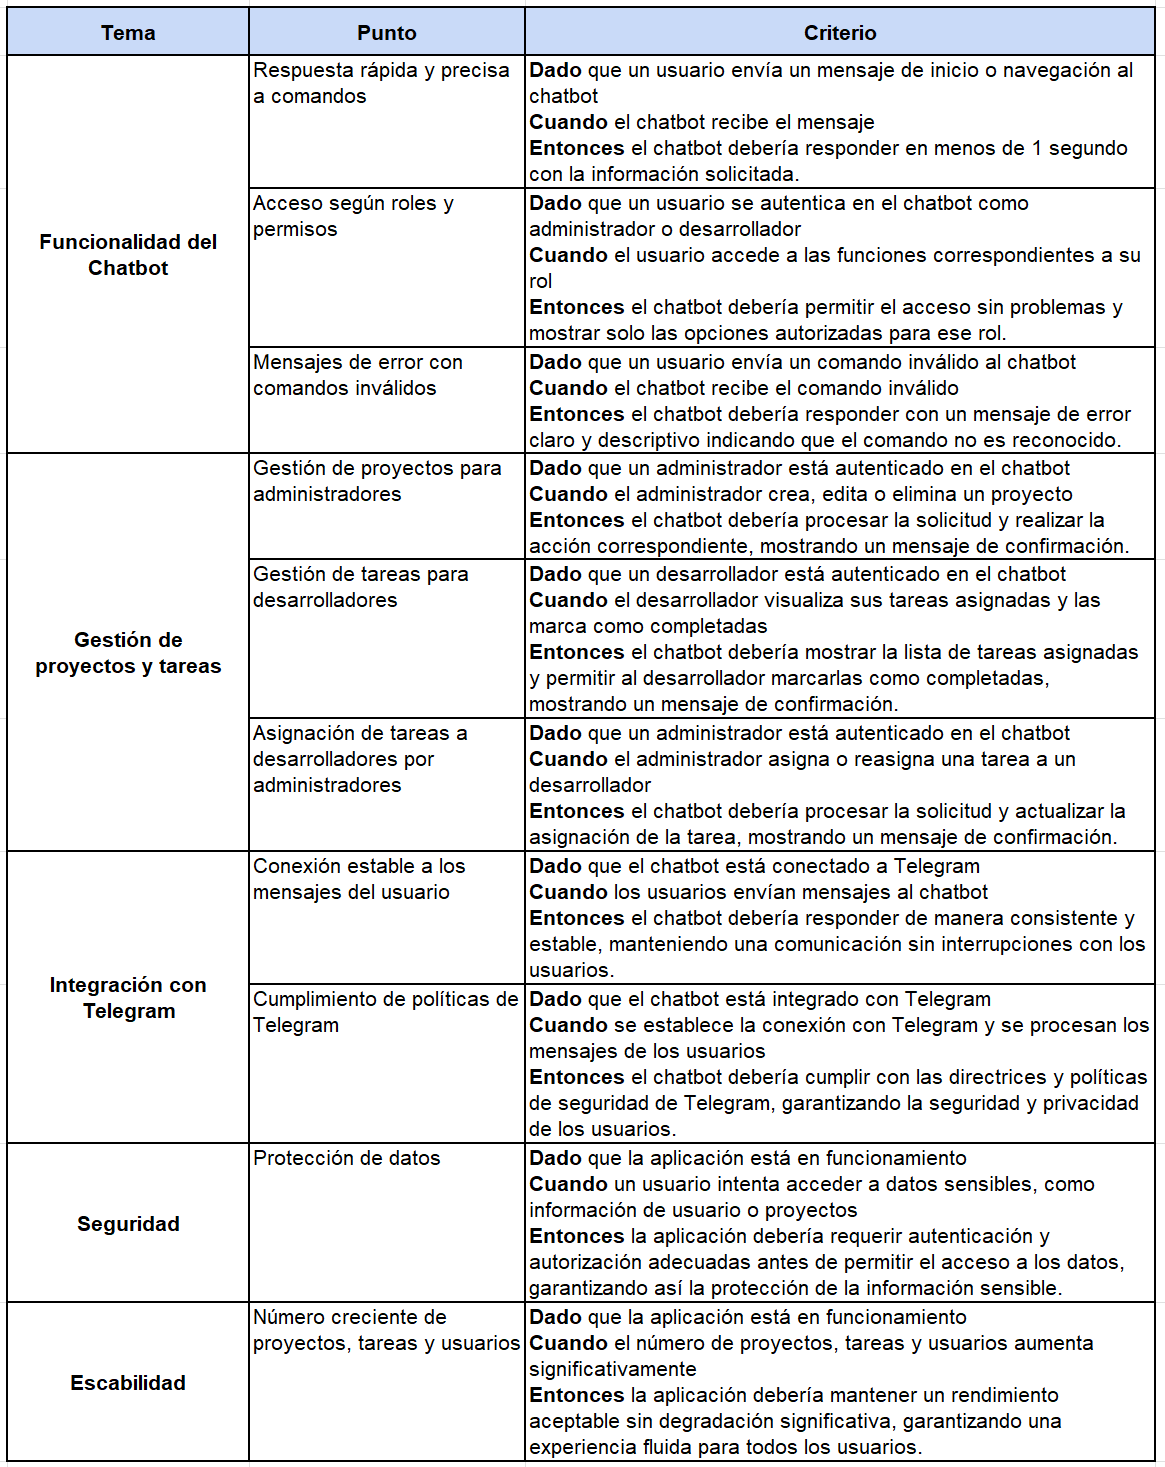 Tema
Punto
Criterio
Funcionalidad del
Chatbot
Respuesta rápida y precisa
a comandos
Dado que un usuario envía un mensaje de inicio o navegación al
chatbot
Cuando el chatbot recibe el mensaje
Entonces el chatbot debería responder en menos de 1 segundo
con la información solicitada.
Acceso según roles y
permisos
Dado que un usuario se autentica en el chatbot como
administrador o desarrollador
Cuando el usuario accede a las funciones correspondientes a su
rol
Entonces el chatbot debería permitir el acceso sin problemas y
mostrar solo las opciones autorizadas para ese rol.
Mensajes de error con
comandos inválidos
Dado que un usuario envía un comando inválido al chatbot
Cuando el chatbot recibe el comando inválido
Entonces el chatbot debería responder con un mensaje de error
claro y descriptivo indicando que el comando no es reconocido.
Gestión de
proyectos y tareas
Gestión de proyectos para
administradores
Dado que un administrador está autenticado en el chatbot
Cuando el administrador crea, edita o elimina un proyecto
Entonces el chatbot debería procesar la solicitud y realizar la
acción correspondiente, mostrando un mensaje de confirmación.
Gestión de tareas para
desarrolladores
Dado que un desarrollador está autenticado en el chatbot
Cuando el desarrollador visualiza sus tareas asignadas y las
marca como completadas
Entonces el chatbot debería mostrar la lista de tareas asignadas
y permitir al desarrollador marcarlas como completadas,
mostrando un mensaje de confirmación.
Asignación de tareas a
desarrolladores por
administradores
Dado que un administrador está autenticado en el chatbot
Cuando el administrador asigna o reasigna una tarea a un
desarrollador
Entonces el chatbot debería procesar la solicitud y actualizar la
asignación de la tarea, mostrando un mensaje de confirmación.
Integración con
Telegram
Conexión estable a los
mensajes del usuario
Dado que el chatbot está conectado a Telegram
Cuando los usuarios envían mensajes al chatbot
Entonces el chatbot debería responder de manera consistente y
estable, manteniendo una comunicación sin interrupciones con los
usuarios.
Cumplimiento de políticas de
Telegram
Dado que el chatbot está integrado con Telegram
Cuando se establece la conexión con Telegram y se procesan los
mensajes de los usuarios
Entonces el chatbot debería cumplir con las directrices y políticas
de seguridad de Telegram, garantizando la seguridad y privacidad
de los usuarios.
Seguridad
Protección de datos
Dado que la aplicación está en funcionamiento
Cuando un usuario intenta acceder a datos sensibles, como
información de usuario o proyectos
Entonces la aplicación debería requerir autenticación y
autorización adecuadas antes de permitir el acceso a los datos,
garantizando así la protección de la información sensible.
Escabilidad
Número creciente de
proyectos, tareas y usuarios
Dado que la aplicación está en funcionamiento
Cuando el número de proyectos, tareas y usuarios aumenta
significativamente
Entonces la aplicación debería mantener un rendimiento
aceptable sin degradación significativa, garantizando una
experiencia fluida para todos los usuarios.